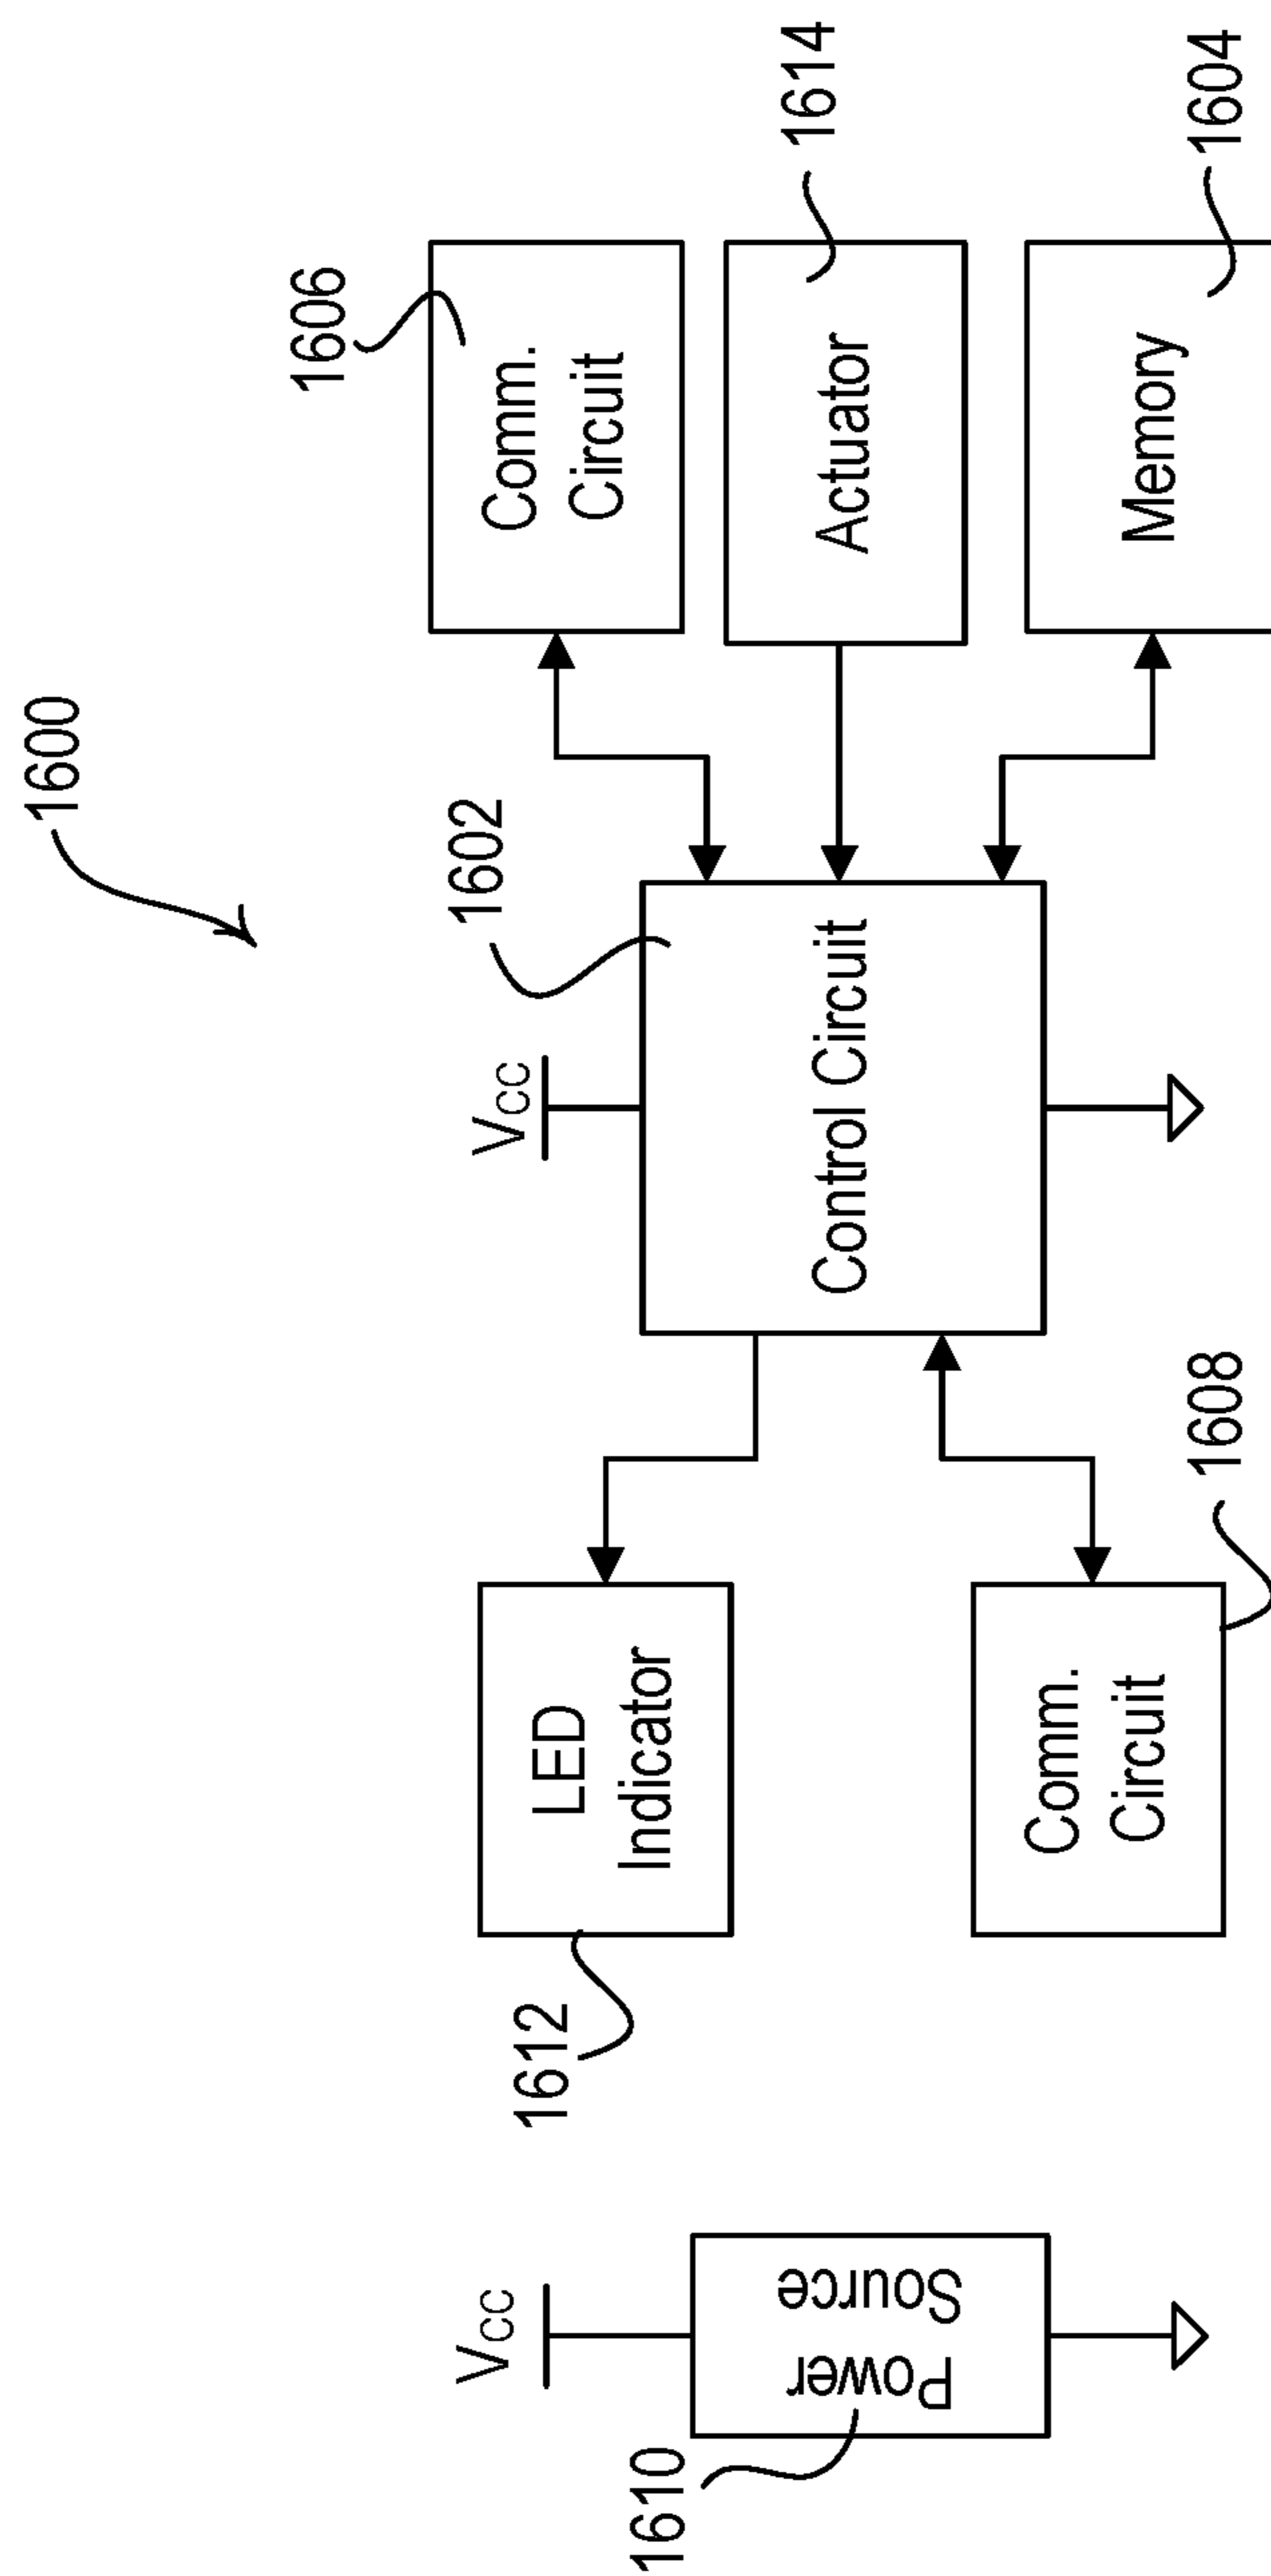 1600
1606
Comm.
Circuit
1614
Actuator
1604
Memory
1602
VCC
Control Circuit
1612
LED
Indicator
1608
Comm.
Circuit
1610
VCC
Power
Source